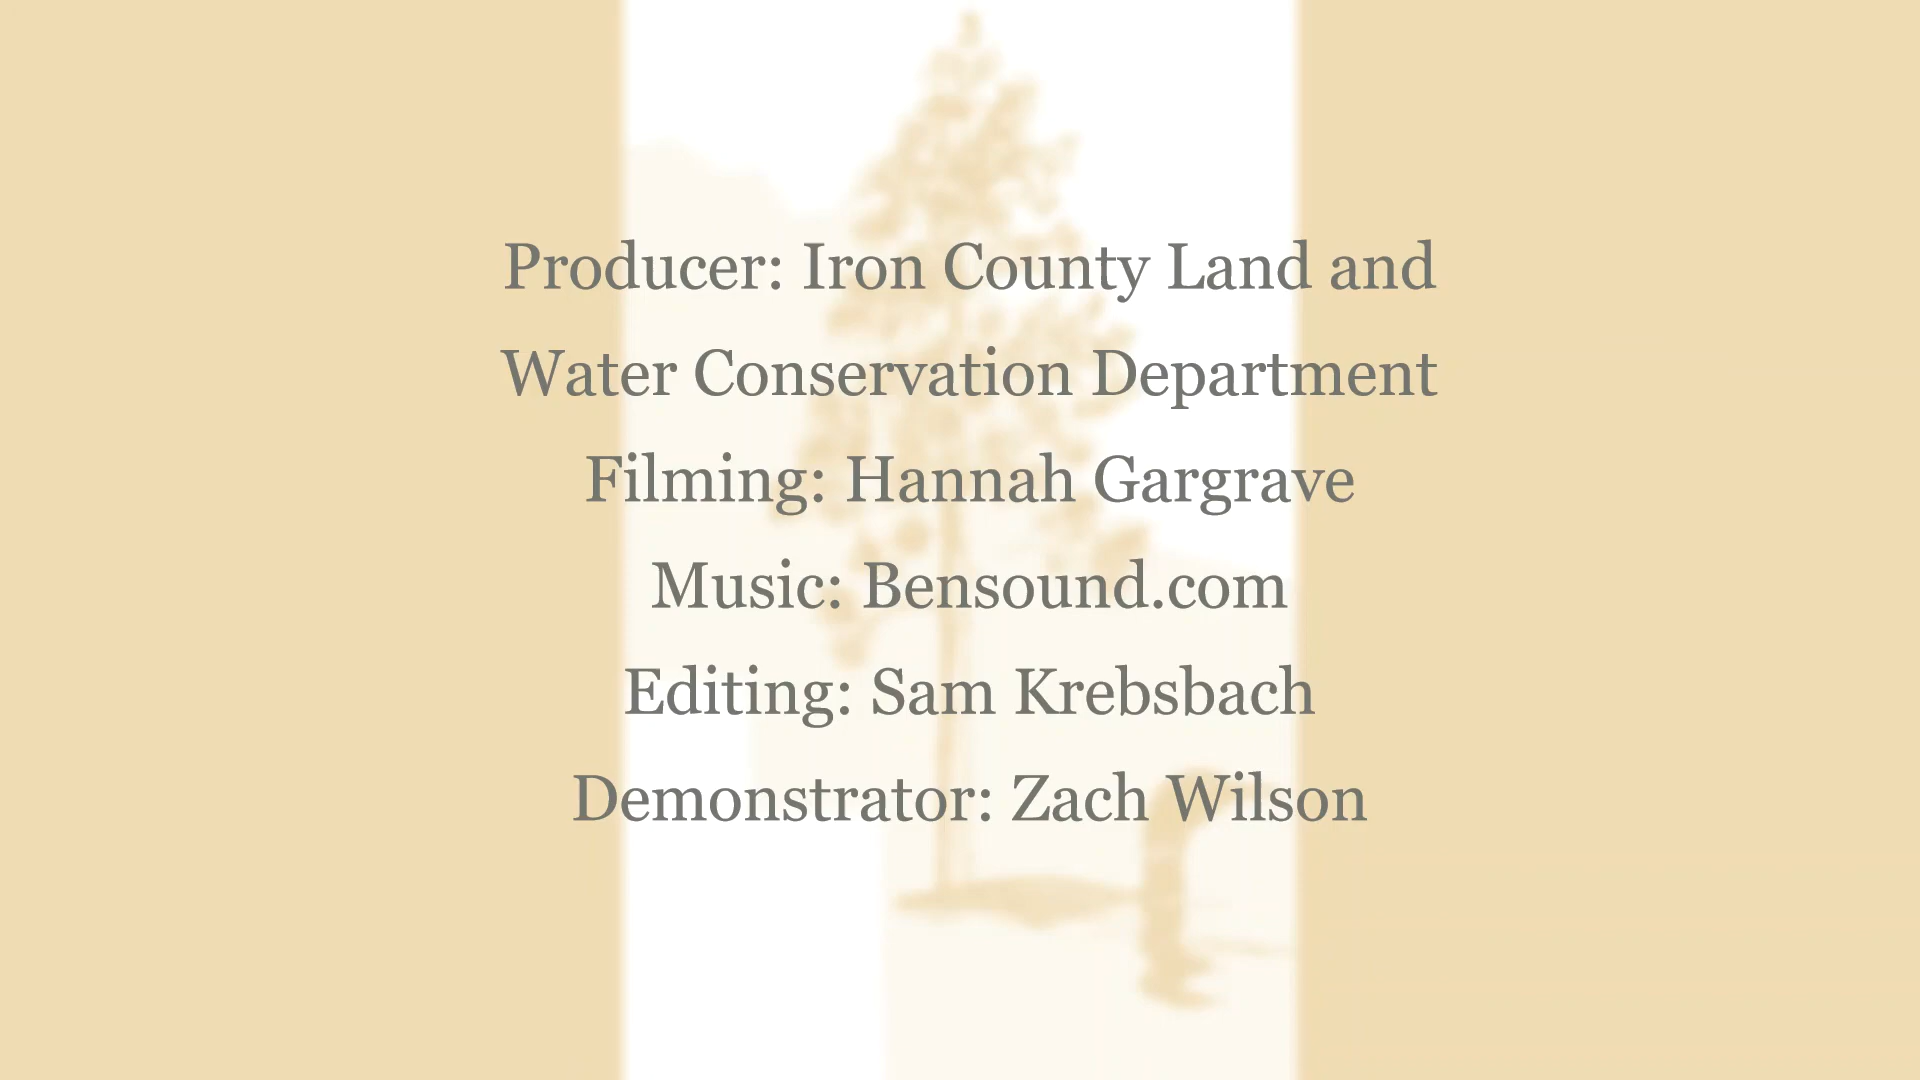 Producer: Iron County Land and
Water Conservation Department
Filming: Hannah Gargrave
Music: Bensound.com
Editing: Sam Krebsbach
Demonstrator: Zach Wilson